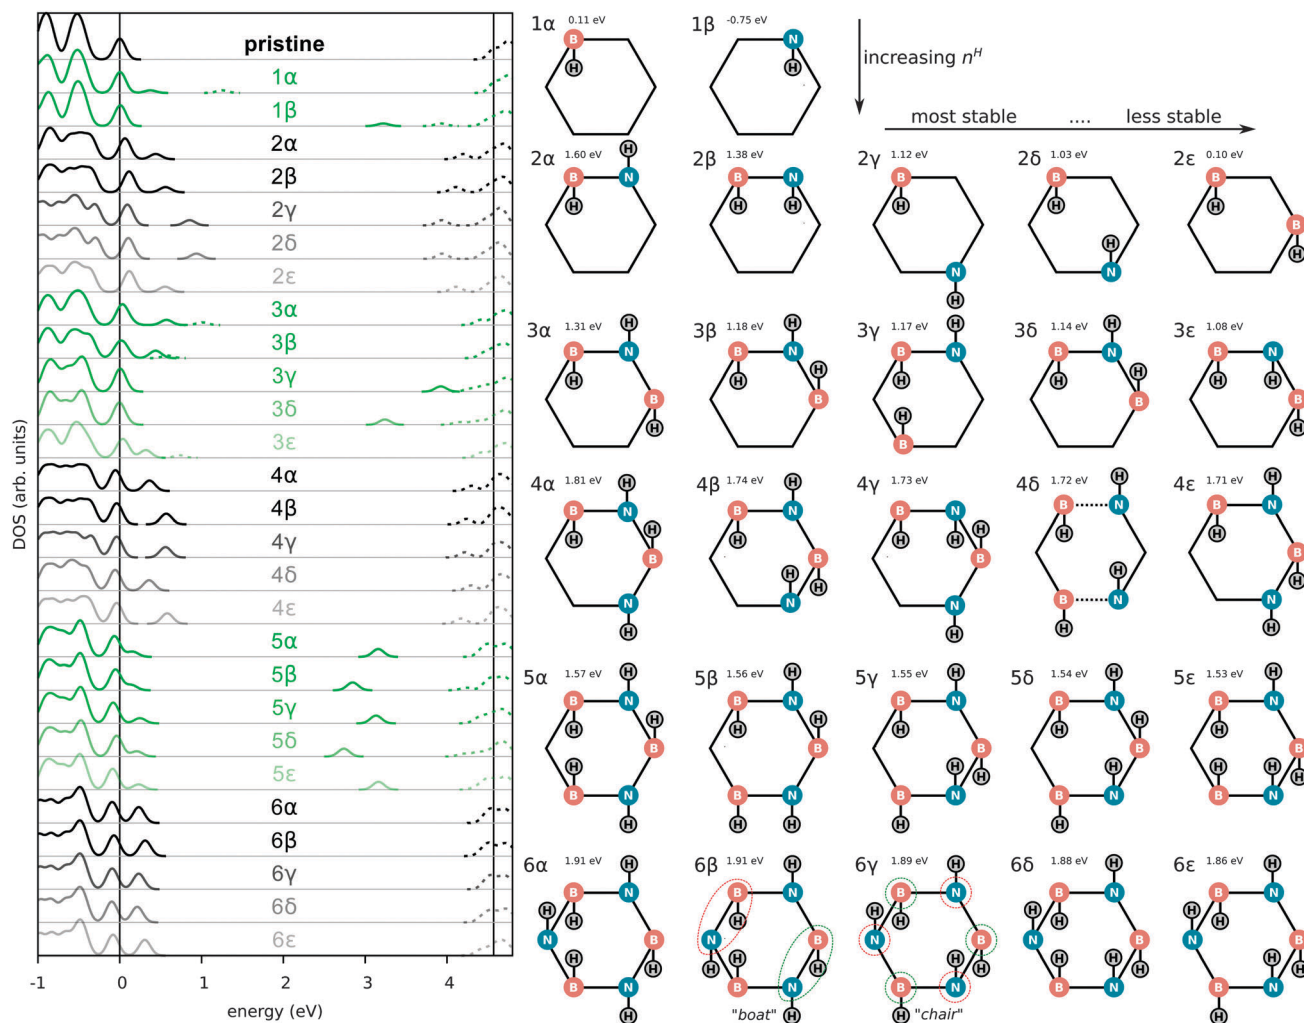 DOS (arb. units)
pristine
1α
1β
2α
2β
2γ
2δ
2ε
3α
3β
3γ
3δ
3ε
4α
4β
4γ
4δ
4ε
5α
5β
5γ
5δ
5ε
6α
6β
6γ
6δ
6ε
-1 0 1 2 3 4
energy (eV)
1α 0.11 eV
B
H
1β -0.75 eV
N
H
increasing n^H
most stable .... less stable
2α 1.60 eV
H
B N
H
2β 1.38 eV
B N
H H
2γ 1.12 eV
B
H
N
H
2δ 1.03 eV
B
H
H
N
2ε 0.10 eV
B
H
B
H
3α 1.31 eV
H
B N
H
B
H
3β 1.18 eV
H
B N
H H
B
3γ 1.17 eV
H
B N
H
H
B
3δ 1.14 eV
H
B N
H H
B
3ε 1.08 eV
B N
H H
B
H
4α 1.81 eV
H
B N
H H
B
N
H
4β 1.74 eV
H
B N
H
B
H H
N
4γ 1.73 eV
B N
H H H
B
N
H
4δ 1.72 eV
H
B N
H
H
B N
H
4ε 1.71 eV
H
B N
H
B
H
N
H
5α 1.57 eV
H
B N
H H
B
H
B N
H
5β 1.56 eV
H
B N
H H
B
B N
H H
5γ 1.55 eV
H
B N
H
B
H H
B N
H
5δ 1.54 eV
H
B N
H H
B
H
B N
H
5ε 1.53 eV
H
B N
H
B
H H H
B N
6α 1.91 eV
H
B N
H H
N B
H H
B N
H
6β 1.91 eV
H
B N
H
N B
H H H
B N
H
"boat"
6γ 1.89 eV
H
B N
H H
N B
H H
B N
H
"chair"
6δ 1.88 eV
H
B N
H H
N B
H H H
B N
6ε 1.86 eV
H
B N
H H
N B
H H
B N
H